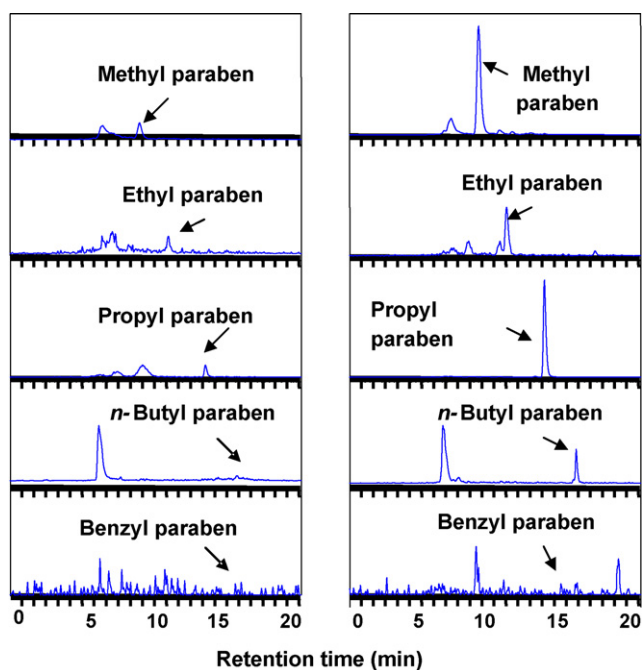 Methyl paraben
Ethyl paraben
Propyl paraben
n-Butyl paraben
Benzyl paraben
0 5 10 15 20
Methyl
paraben
Ethyl paraben
Propyl
paraben
n-Butyl paraben
Benzyl paraben
0 5 10 15 20
Retention time (min)